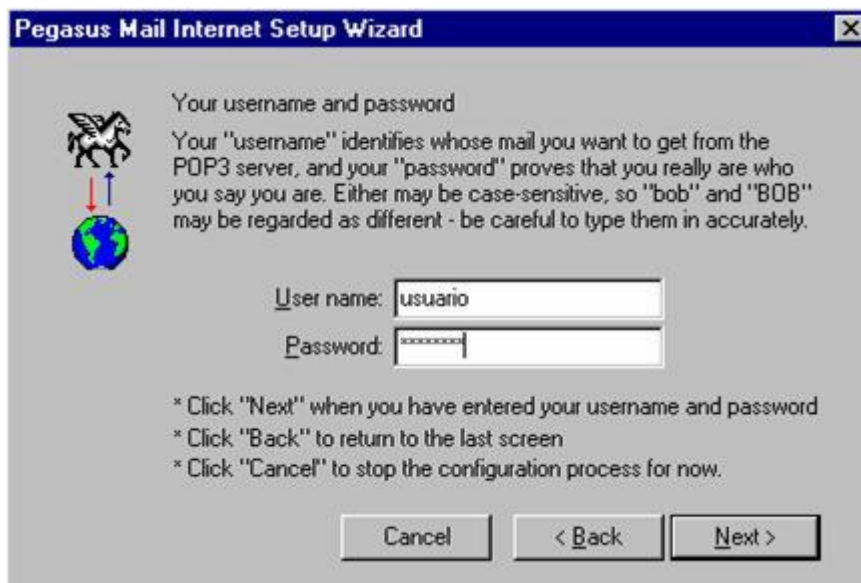 Pegasus Mail Internet Setup Wizard
Your username and password
Your "username" identifies whose mail you want to get from the
POP3 server, and your "password" proves that you really are who
you say you are. Either may be case-sensitive, so "bob" and "BOB"
may be regarded as different - be careful to type them in accurately.
User name: usuario
Password: ********
* Click "Next" when you have entered your username and password
* Click "Back" to return to the last screen
* Click "Cancel" to stop the configuration process for now.
Cancel < Back Next >